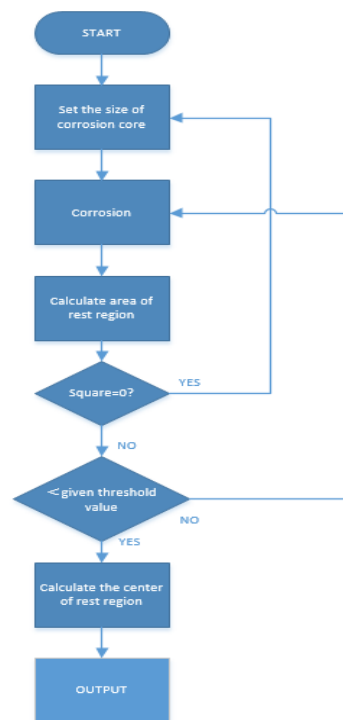 START
Set the size of
corrosion core
Corrosion
Calculate area of
rest region
Square=0?
YES
NO
<given threshold
value
NO
YES
Calculate the center
of rest region
OUTPUT